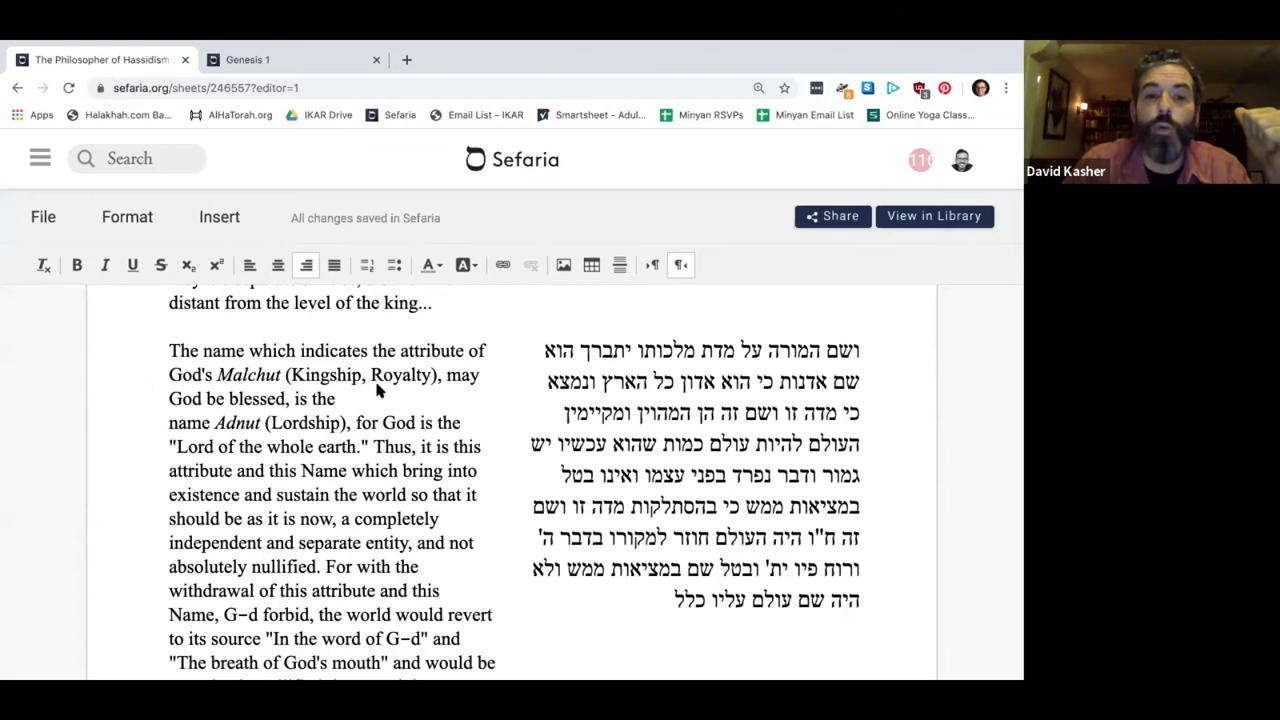 The Philosopher of Hassidism
Genesis 1
sefaria.org/sheets/246557?editor=1
Apps
Halakhah.com Ba...
AlHaTorah.org
IKAR Drive
Sefaria
Email List – IKAR
Smartsheet - Adul...
Minyan RSVPs
Minyan Email List
Online Yoga Class...
Search
Sefaria
116
File
Format
Insert
All changes saved in Sefaria
Share
View in Library
distant from the level of the king...
The name which indicates the attribute of
God's Malchut (Kingship, Royalty), may
God be blessed, is the
name Adnut (Lordship), for God is the
"Lord of the whole earth." Thus, it is this
attribute and this Name which bring into
existence and sustain the world so that it
should be as it is now, a completely
independent and separate entity, and not
absolutely nullified. For with the
withdrawal of this attribute and this
Name, G–d forbid, the world would revert
to its source "In the word of G–d" and
"The breath of God's mouth" and would be
ושם המורה על מדת מלכותו יתברך הוא
שם אדנות כי הוא אדון כל הארץ ונמצא
כי מדה זו ושם זה הן המהוין ומקיימין
העולם להיות עולם כמות שהוא עכשיו יש
גמור ודבר נפרד בפני עצמו ואינו בטל
במציאות ממש כי בהסתלקות מדה זו ושם
זה ח"ו היה העולם חוזר למקורו בדבר ה'
ורוח פיו ית' ובטל שם במציאות ממש ולא
היה שם עולם עליו כלל
David Kasher